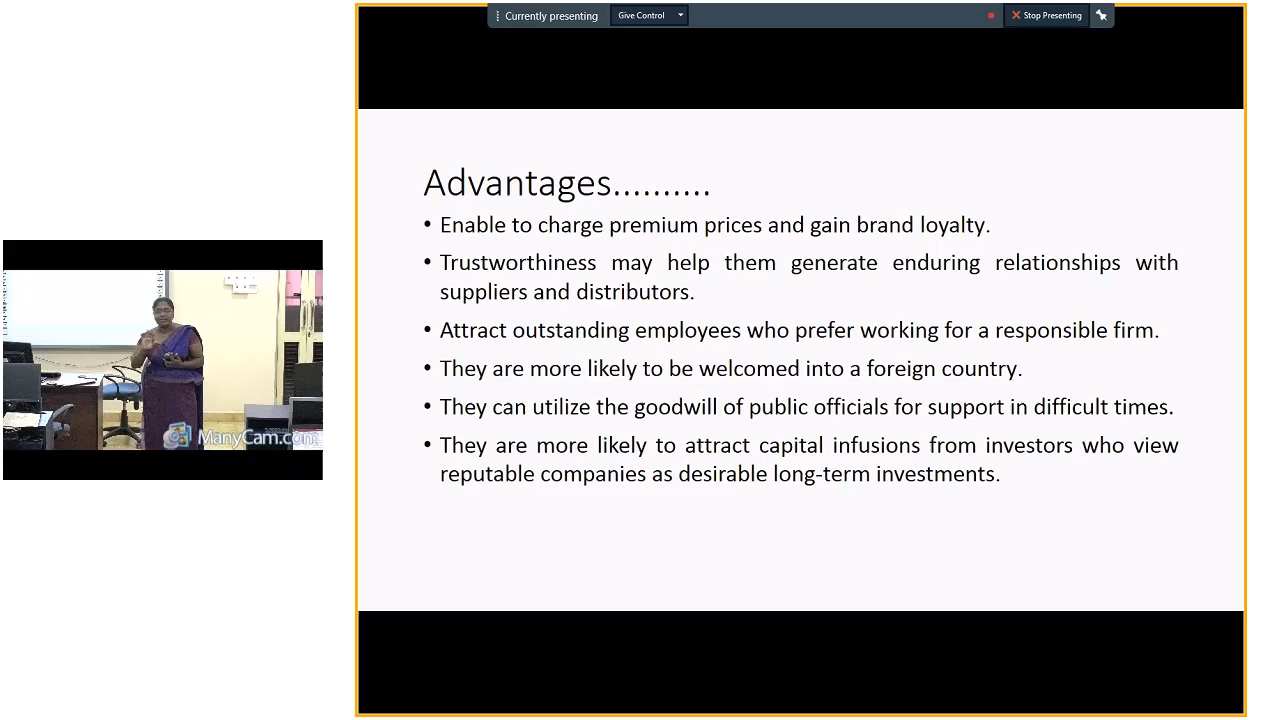 Currently presenting
Give Control
Stop Presenting
Advantages..........
• Enable to charge premium prices and gain brand loyalty.
• Trustworthiness may help them generate enduring relationships with
suppliers and distributors.
• Attract outstanding employees who prefer working for a responsible firm.
• They are more likely to be welcomed into a foreign country.
• They can utilize the goodwill of public officials for support in difficult times.
• They are more likely to attract capital infusions from investors who view
reputable companies as desirable long-term investments.
ManyCam.com